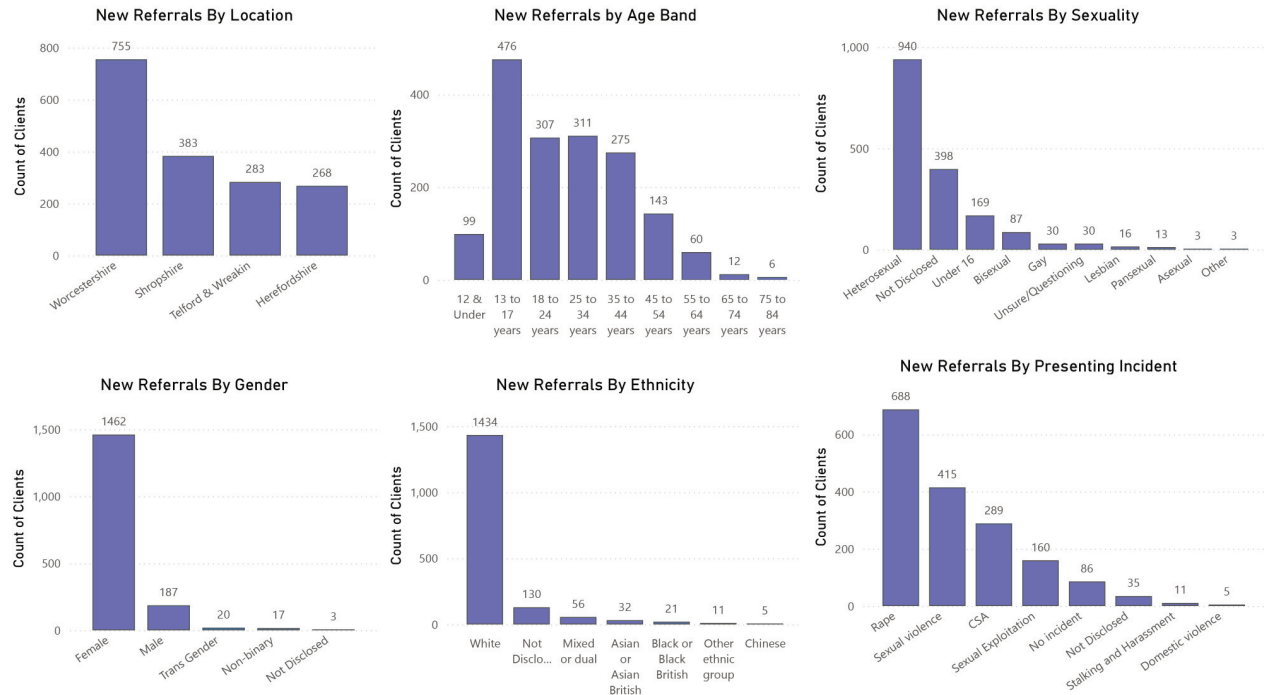 New Referrals By Location
Count of Clients
800
600
400
200
0
755
383
283
268
Worcestershire
Shropshire
Telford & Wreakin
Herefordshire
New Referrals by Age Band
Count of Clients
400
200
0
99
476
307
311
275
143
60
12
6
12 &
Under
13 to
17
years
18 to
24
years
25 to
34
years
35 to
44
years
45 to
54
years
55 to
64
years
65 to
74
years
75 to
84
years
New Referrals By Sexuality
Count of Clients
1,000
500
0
940
398
169
87
30
30
16
13
3
3
Heterosexual
Not Disclosed
Under 16
Bisexual
Gay
Unsure/Questioning
Lesbian
Pansexual
Asexual
Other
New Referrals By Gender
Count of Clients
1,500
1,000
500
0
1462
187
20
17
3
Female
Male
Trans Gender
Non-binary
Not Disclosed
New Referrals By Ethnicity
Count of Clients
1,500
1,000
500
0
1434
130
56
32
21
11
5
White
Not
Disclo...
Mixed
or dual
Asian
or
Asian
British
Black or
Black
British
Other
ethnic
group
Chinese
New Referrals By Presenting Incident
Count of Clients
600
400
200
0
688
415
289
160
86
35
11
5
Rape
Sexual violence
CSA
Sexual Exploitation
No incident
Not Disclosed
Stalking and Harassment
Domestic violence